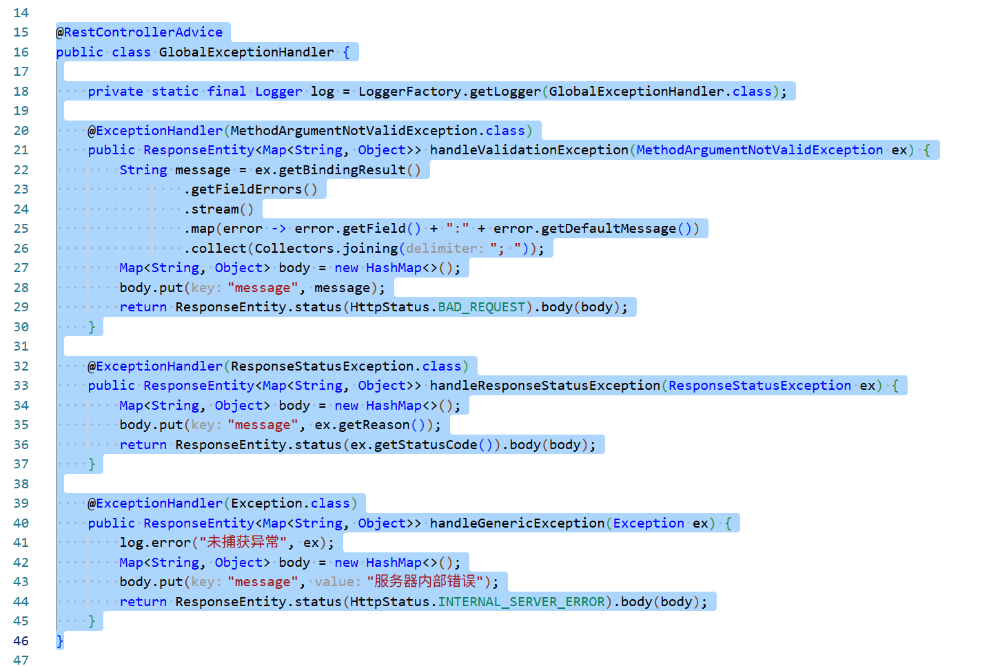 14
15 @RestControllerAdvice
16 public class GlobalExceptionHandler {
17
18     private static final Logger log = LoggerFactory.getLogger(GlobalExceptionHandler.class);
19
20     @ExceptionHandler(MethodArgumentNotValidException.class)
21     public ResponseEntity<Map<String, Object>> handleValidationException(MethodArgumentNotValidException ex) {
22         String message = ex.getBindingResult()
23                 .getFieldErrors()
24                 .stream()
25                 .map(error -> error.getField() + ":" + error.getDefaultMessage())
26                 .collect(Collectors.joining(delimiter: "; "));
27         Map<String, Object> body = new HashMap<>();
28         body.put(key: "message", message);
29         return ResponseEntity.status(HttpStatus.BAD_REQUEST).body(body);
30     }
31
32     @ExceptionHandler(ResponseStatusException.class)
33     public ResponseEntity<Map<String, Object>> handleResponseStatusException(ResponseStatusException ex) {
34         Map<String, Object> body = new HashMap<>();
35         body.put(key: "message", ex.getReason());
36         return ResponseEntity.status(ex.getStatusCode()).body(body);
37     }
38
39     @ExceptionHandler(Exception.class)
40     public ResponseEntity<Map<String, Object>> handleGenericException(Exception ex) {
41         log.error("未捕获异常", ex);
42         Map<String, Object> body = new HashMap<>();
43         body.put(key: "message", value: "服务器内部错误");
44         return ResponseEntity.status(HttpStatus.INTERNAL_SERVER_ERROR).body(body);
45     }
46 }
47